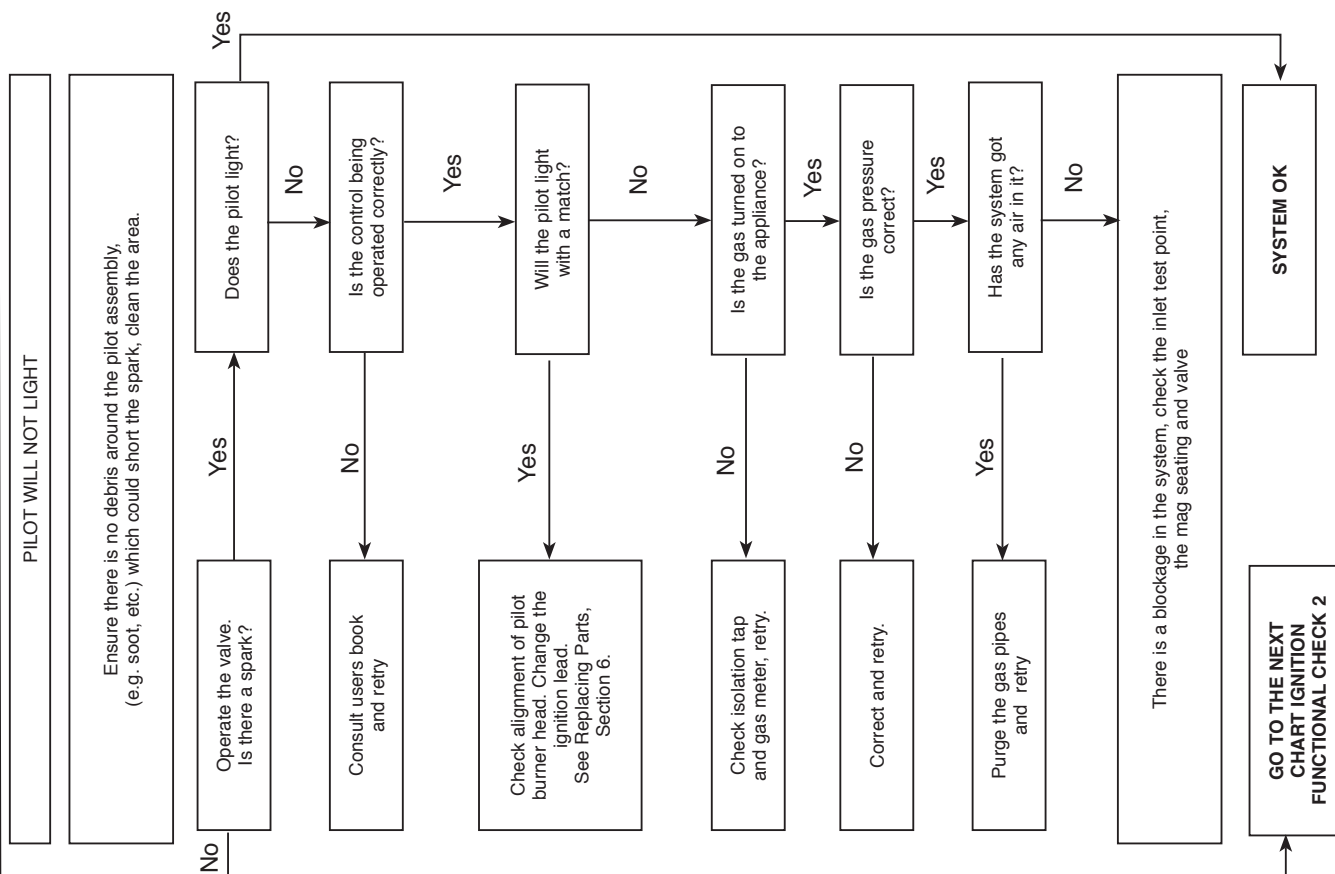 PILOT WILL NOT LIGHT
Ensure there is no debris around the pilot assembly,
(e.g. soot, etc.) which could short the spark, clean the area.
Operate the valve.
Is there a spark?
No
Yes
Does the pilot light?
Yes
No
Is the control being
operated correctly?
No
Consult users book
and retry
Yes
Will the pilot light
with a match?
Yes
Check alignment of pilot
burner head. Change the
ignition lead.
See Replacing Parts,
Section 6.
No
Is the gas turned on to
the appliance?
No
Check isolation tap
and gas meter, retry.
Yes
Is the gas pressure
correct?
No
Correct and retry.
Yes
Has the system got
any air in it?
Yes
Purge the gas pipes
and retry
No
There is a blockage in the system, check the inlet test point,
the mag seating and valve
GO TO THE NEXT
CHART IGNITION
FUNCTIONAL CHECK 2
SYSTEM OK